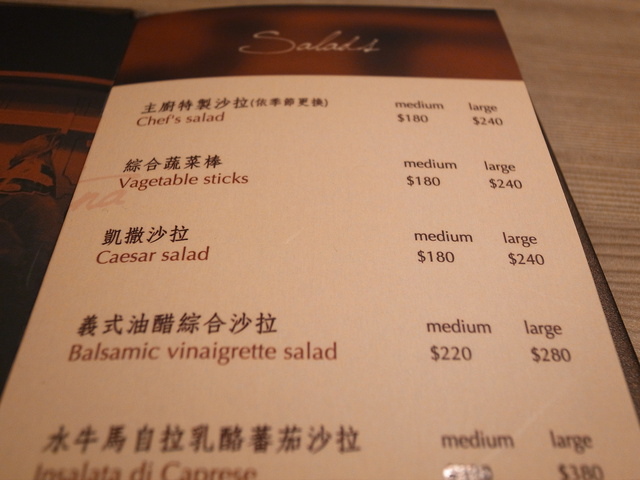 Salads
主廚特製沙拉(依季節更換) medium large
Chef's salad $180 $240
綜合蔬菜棒 medium large
Vagetable sticks $180 $240
凱撒沙拉 medium large
Caesar salad $180 $240
義式油醋綜合沙拉 medium large
Balsamic vinaigrette salad $220 $280
水牛馬自拉乳酪蕃茄沙拉 medium large
Insalata di Caprese $380